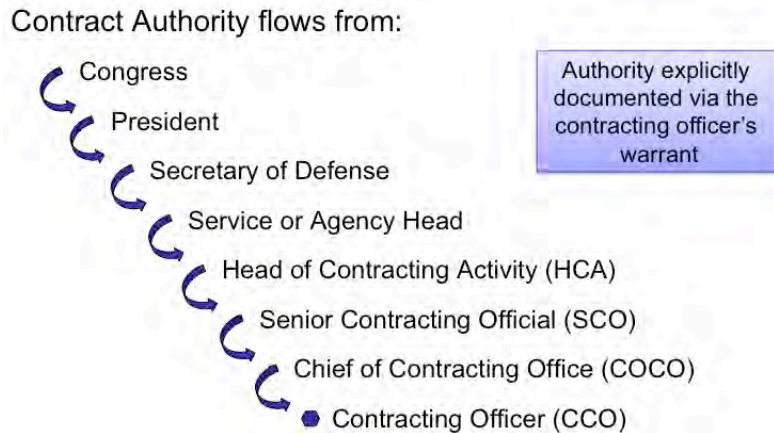 Contract Authority flows from:
Congress
President
Secretary of Defense
Service or Agency Head
Head of Contracting Activity (HCA)
Senior Contracting Official (SCO)
Chief of Contracting Office (COCO)
Contracting Officer (CCO)
Authority explicitly
documented via the
contracting officer's
warrant